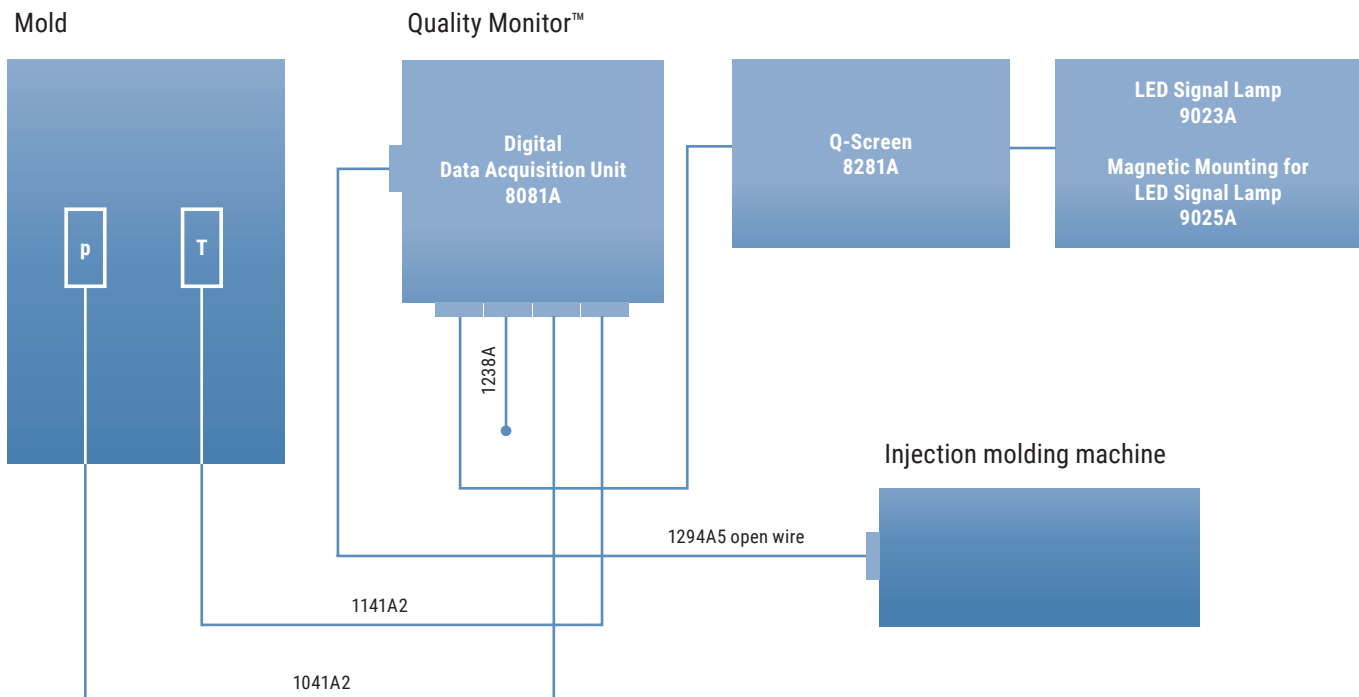 Mold
Quality Monitor™
Digital
Data Acquisition Unit
8081A
Q-Screen
8281A
LED Signal Lamp
9023A
Magnetic Mounting for
LED Signal Lamp
9025A
p
T
1238A
Injection molding machine
1294A5 open wire
1141A2
1041A2